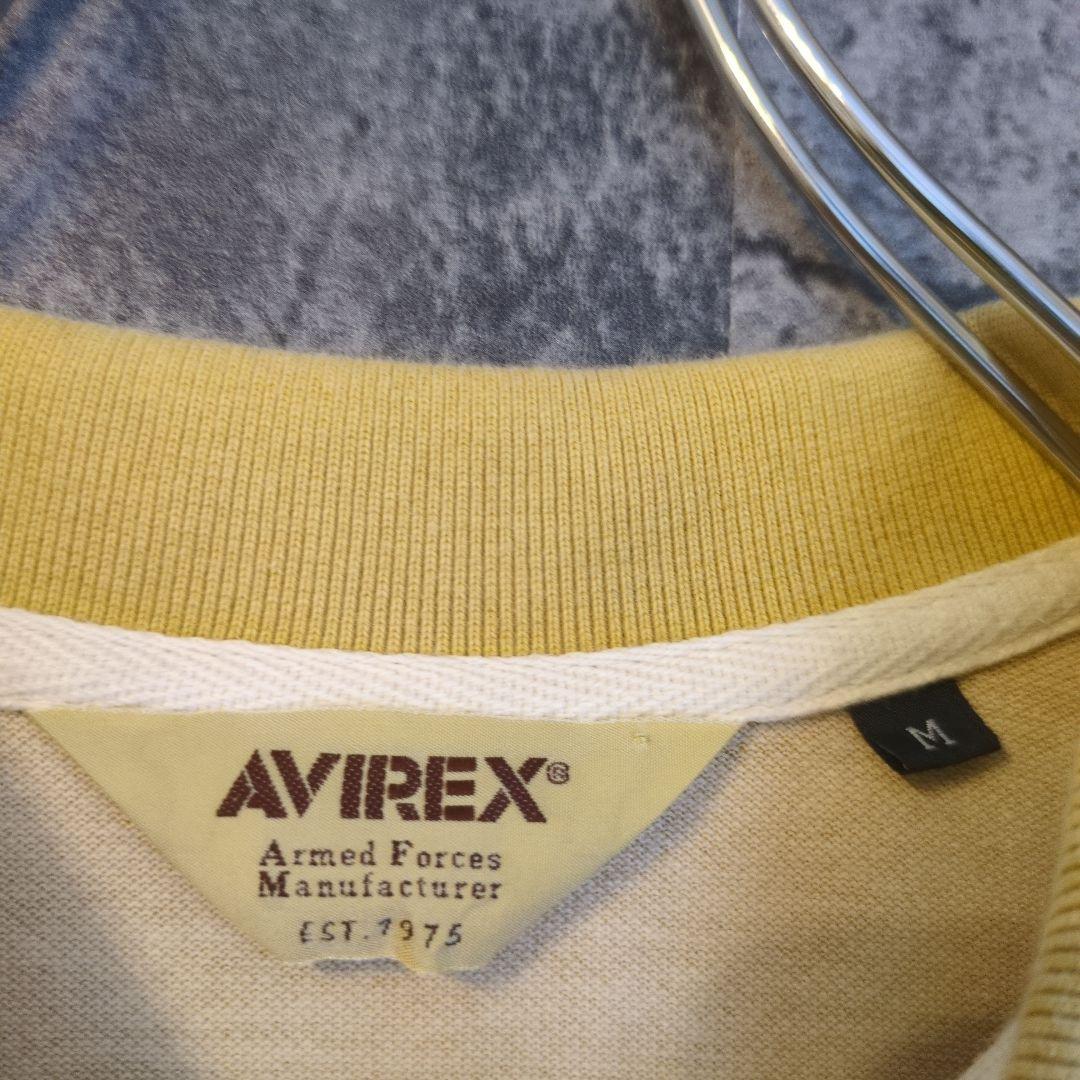 AVIREX®
Armed Forces
Manufacturer
EST.1975
M